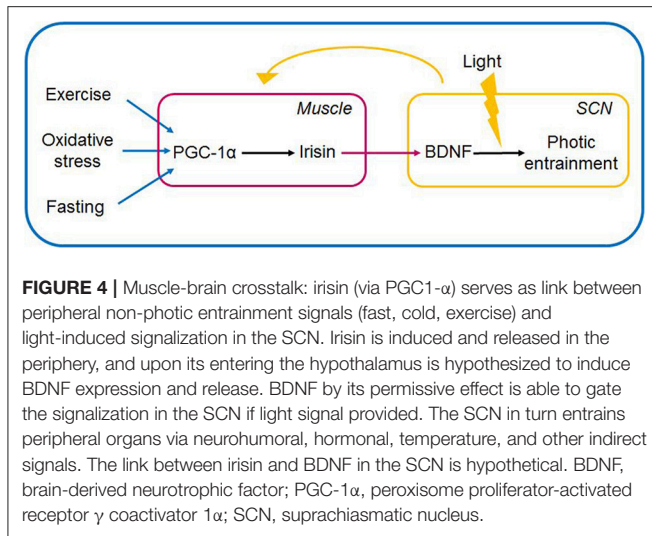 Light
Exercise
Muscle
SCN
Oxidative
stress
PGC-1α
Irisin
BDNF
Photic
entrainment
Fasting
FIGURE 4 | Muscle-brain crosstalk: irisin (via PGC1-α) serves as link between
peripheral non-photic entrainment signals (fast, cold, exercise) and
light-induced signalization in the SCN. Irisin is induced and released in the
periphery, and upon its entering the hypothalamus is hypothesized to induce
BDNF expression and release. BDNF by its permissive effect is able to gate
the signalization in the SCN if light signal provided. The SCN in turn entrains
peripheral organs via neurohumoral, hormonal, temperature, and other indirect
signals. The link between irisin and BDNF in the SCN is hypothetical. BDNF,
brain-derived neurotrophic factor; PGC-1α, peroxisome proliferator-activated
receptor γ coactivator 1α; SCN, suprachiasmatic nucleus.